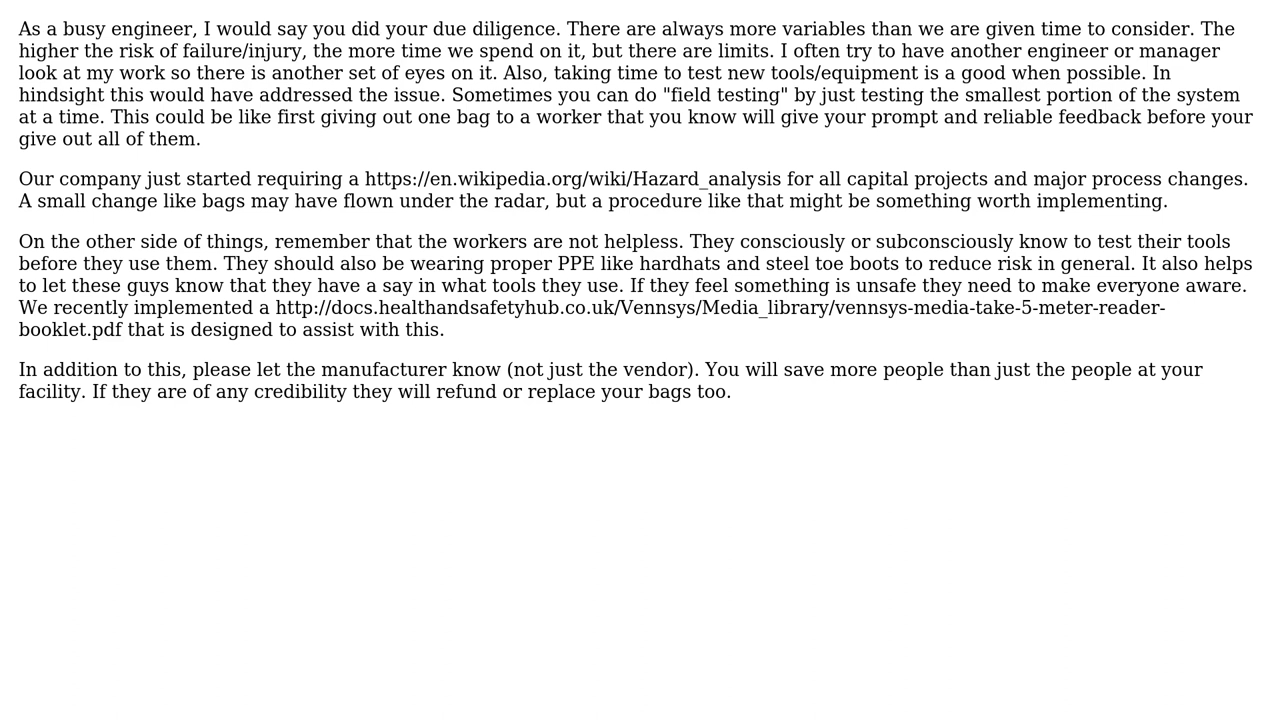 As a busy engineer, I would say you did your due diligence. There are always more variables than we are given time to consider. The
higher the risk of failure/injury, the more time we spend on it, but there are limits. I often try to have another engineer or manager
look at my work so there is another set of eyes on it. Also, taking time to test new tools/equipment is a good when possible. In
hindsight this would have addressed the issue. Sometimes you can do "field testing" by just testing the smallest portion of the system
at a time. This could be like first giving out one bag to a worker that you know will give your prompt and reliable feedback before your
give out all of them.
Our company just started requiring a https://en.wikipedia.org/wiki/Hazard_analysis for all capital projects and major process changes.
A small change like bags may have flown under the radar, but a procedure like that might be something worth implementing.
On the other side of things, remember that the workers are not helpless. They consciously or subconsciously know to test their tools
before they use them. They should also be wearing proper PPE like hardhats and steel toe boots to reduce risk in general. It also helps
to let these guys know that they have a say in what tools they use. If they feel something is unsafe they need to make everyone aware.
We recently implemented a http://docs.healthandsafetyhub.co.uk/Vennsys/Media_library/vennsys-media-take-5-meter-reader-
booklet.pdf that is designed to assist with this.
In addition to this, please let the manufacturer know (not just the vendor). You will save more people than just the people at your
facility. If they are of any credibility they will refund or replace your bags too.